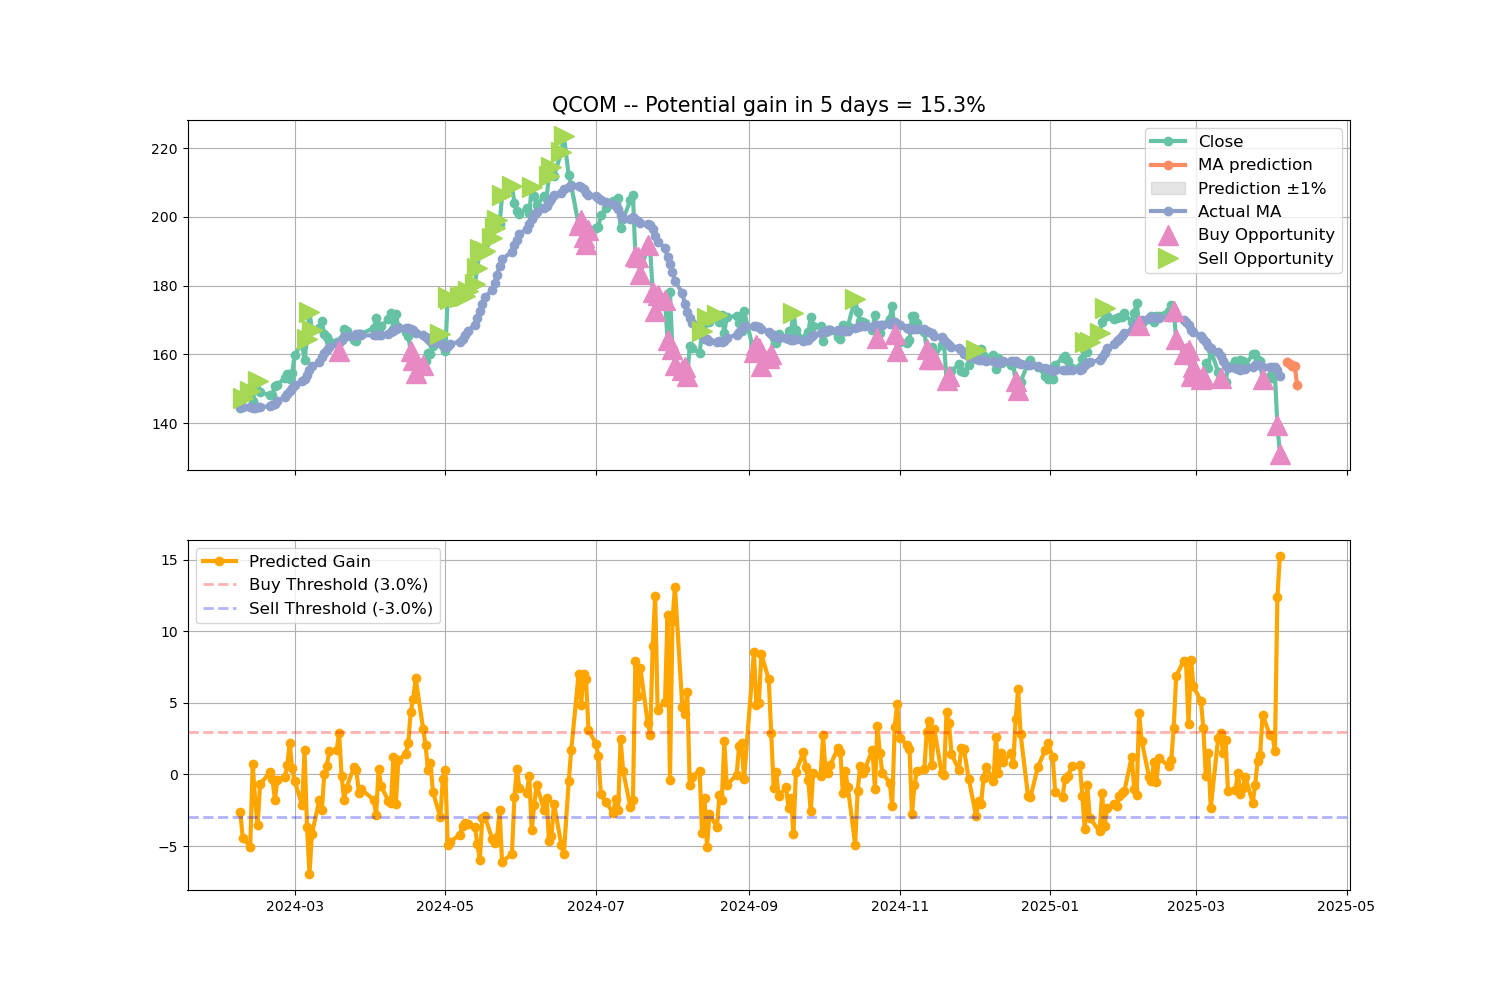 QCOM -- Potential gain in 5 days = 15.3%
220
200
180
160
140
Close
MA prediction
Prediction ±1%
Actual MA
Buy Opportunity
Sell Opportunity
15
10
5
0
−5
Predicted Gain
Buy Threshold (3.0%)
Sell Threshold (-3.0%)
2024-03
2024-05
2024-07
2024-09
2024-11
2025-01
2025-03
2025-05